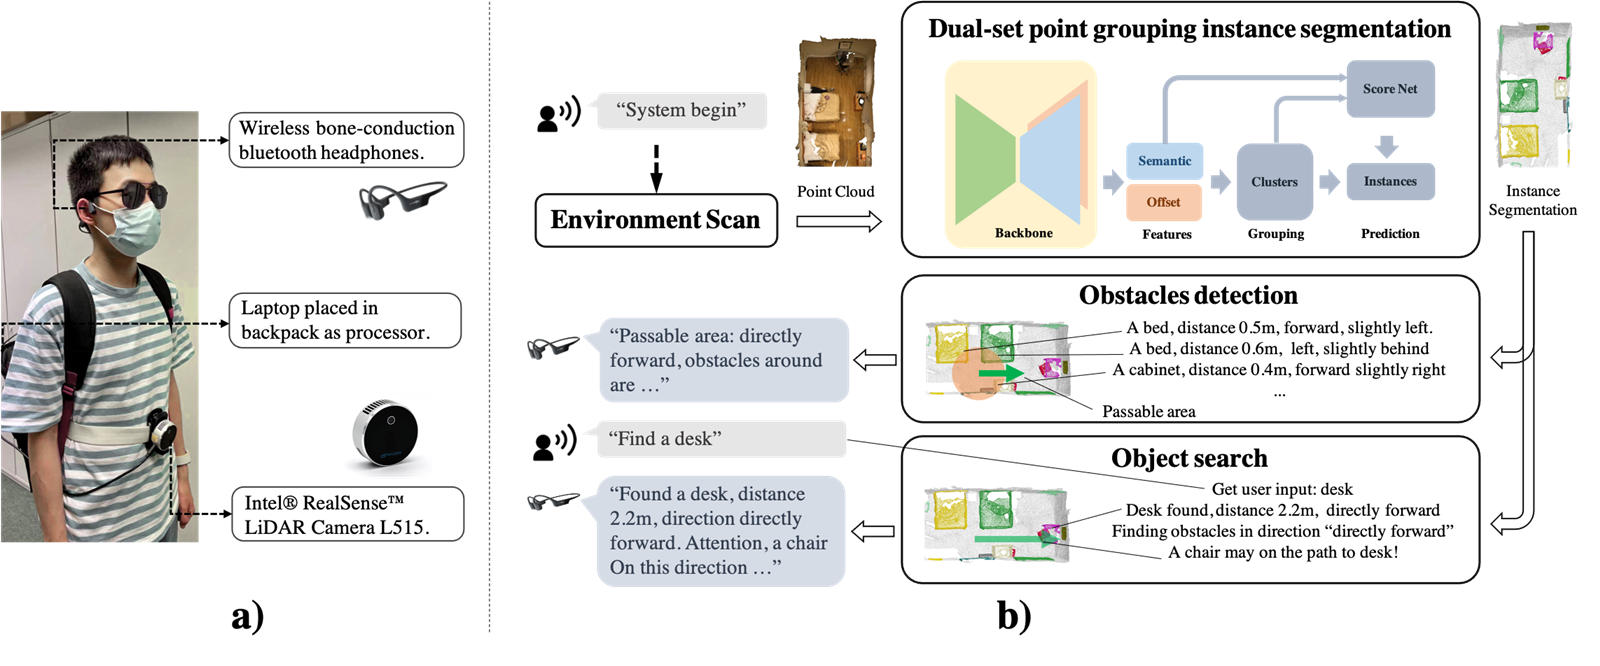 Wireless bone-conduction
bluetooth headphones.
Laptop placed in
backpack as processor.
Intel® RealSense™
LiDAR Camera L515.
a)
“System begin”
Environment Scan
Point Cloud
Dual-set point grouping instance segmentation
Backbone
Semantic
Offset
Features
Clusters
Grouping
Score Net
Instances
Prediction
Instance
Segmentation
Obstacles detection
A bed, distance 0.5m, forward, slightly left.
A bed, distance 0.6m, left, slightly behind
A cabinet, distance 0.4m, forward slightly right
...
Passable area
“Passable area: directly
forward, obstacles around
are …”
“Find a desk”
Object search
Get user input: desk
Desk found, distance 2.2m, directly forward
Finding obstacles in direction “directly forward”
A chair may on the path to desk!
“Found a desk, distance
2.2m, direction directly
forward. Attention, a chair
On this direction …”
b)